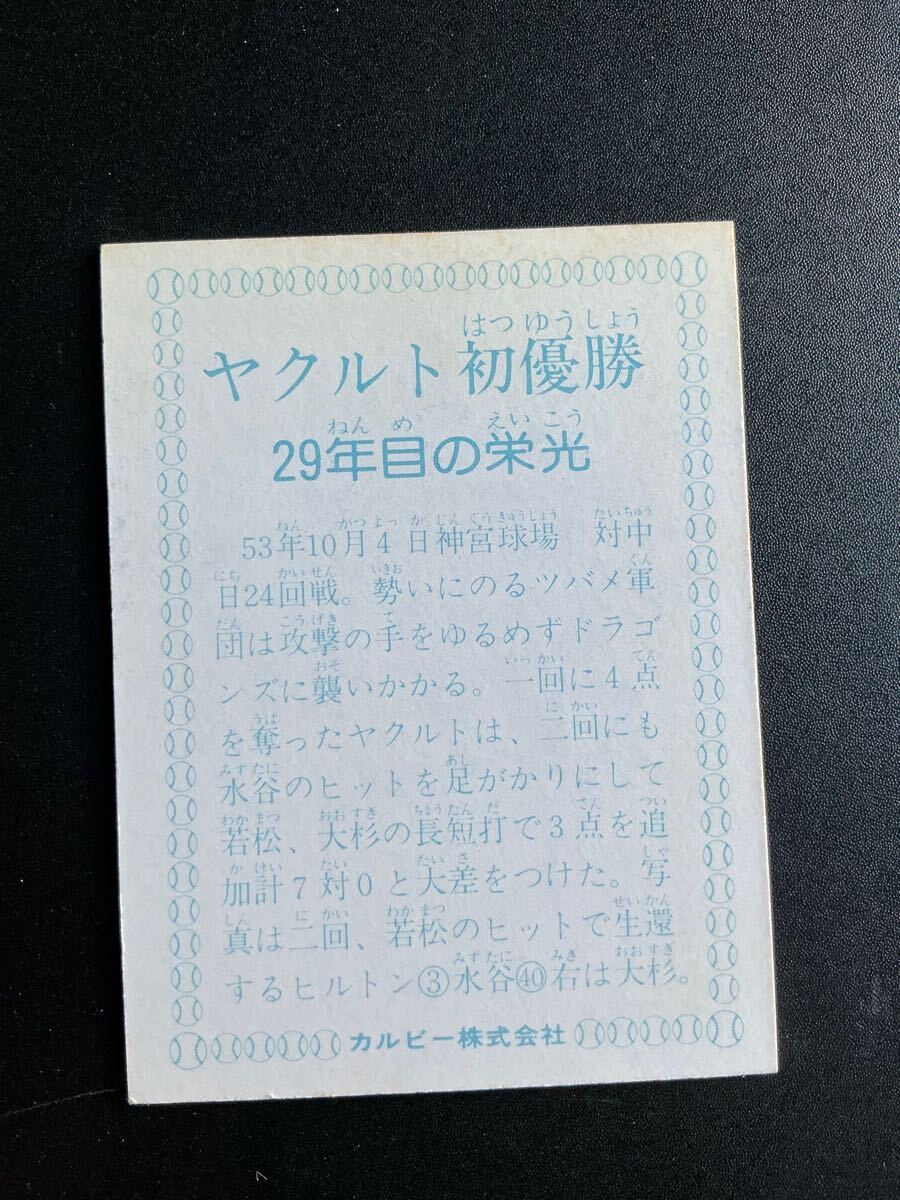 はつゆうしょう
ヤクルト初優勝
ねんめ えいこう
29年目の栄光
ねん がつ よっ か じんぐうきゅうじょう たいちゅう
53年10月4日神宮球場　対中
にち かいせん いきお ぐん
日24回戦。勢いにのるツバメ軍
だん こうげき て
団は攻撃の手をゆるめずドラゴ
おそ いっかい てん
ンズに襲いかかる。一回に4点
うば にかい
を奪ったヤクルトは、二回にも
みずたに あし
水谷のヒットを足がかりにして
わかまつ おおすぎ ちょうたんだ てん つい
若松、大杉の長短打で3点を追
か けい たい たいさ しゃ
加計7対0と大差をつけた。写
しん にかい わかまつ せいかん
真は二回、若松のヒットで生還
みずたに みぎ おおすぎ
するヒルトン③水谷㊵右は大杉。
カルビー株式会社